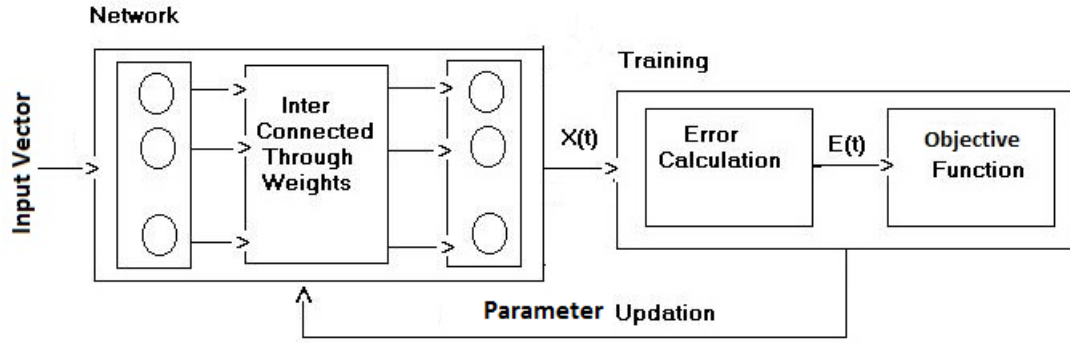 Network
Input Vector
Inter
Connected
Through
Weights
X(t)
Training
Error
Calculation
E(t)
Objective
Function
Parameter Updation